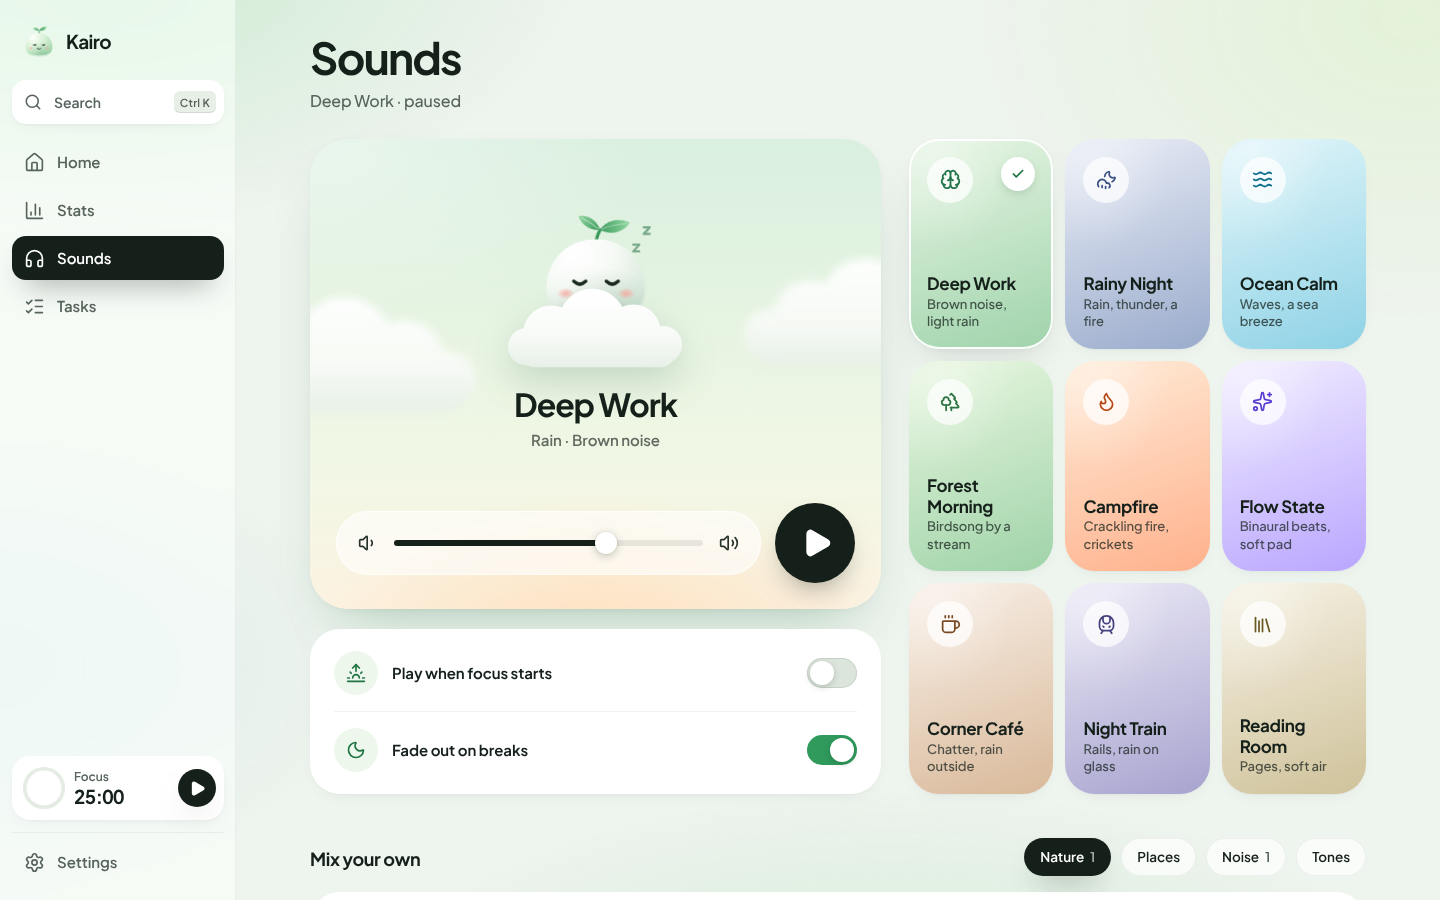 Kairo
Search
Ctrl K
Home
Stats
Sounds
Tasks
Focus
25:00
Settings
Sounds
Deep Work · paused
z
z
Deep Work
Rain · Brown noise
Play when focus starts
Fade out on breaks
Deep Work
Brown noise,
light rain
Rainy Night
Rain, thunder, a
fire
Ocean Calm
Waves, a sea
breeze
Forest
Morning
Birdsong by a
stream
Campfire
Crackling fire,
crickets
Flow State
Binaural beats,
soft pad
Corner Café
Chatter, rain
outside
Night Train
Rails, rain on
glass
Reading
Room
Pages, soft air
Mix your own
Nature 1
Places
Noise 1
Tones